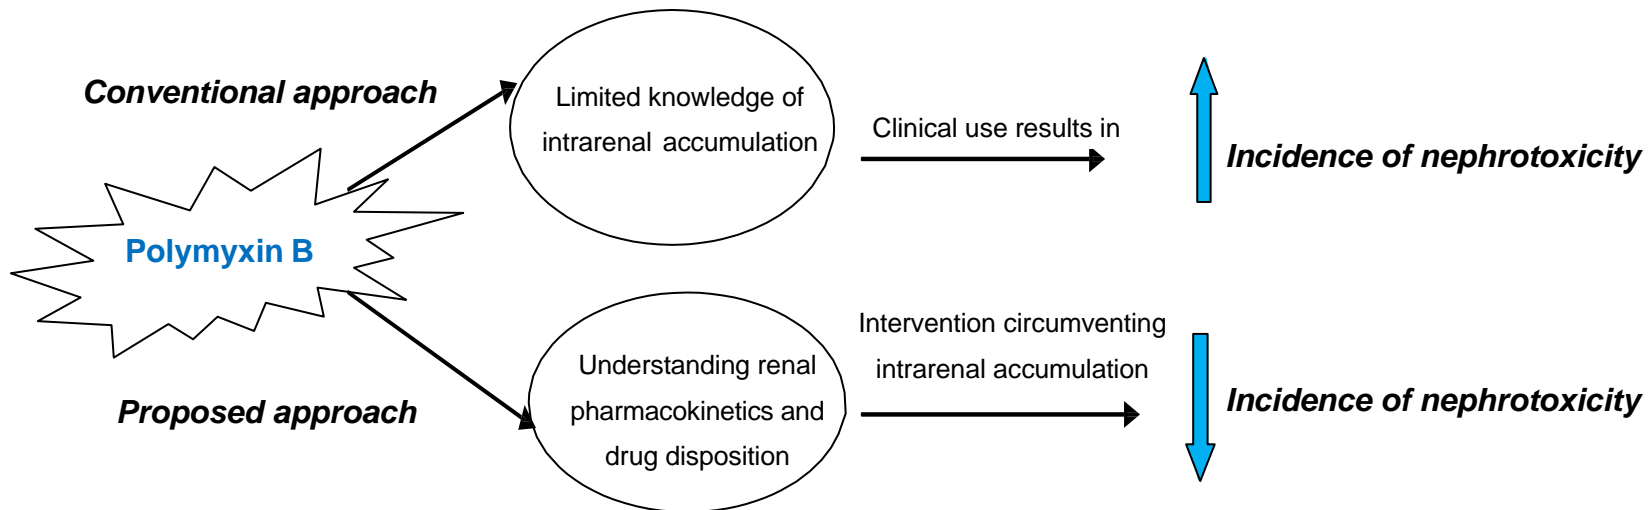 Conventional approach
Limited knowledge of
intrarenal accumulation
Clinical use results in
Incidence of nephrotoxicity
Polymyxin B
Proposed approach
Understanding renal
pharmacokinetics and
drug disposition
Intervention circumventing
intrarenal accumulation
Incidence of nephrotoxicity